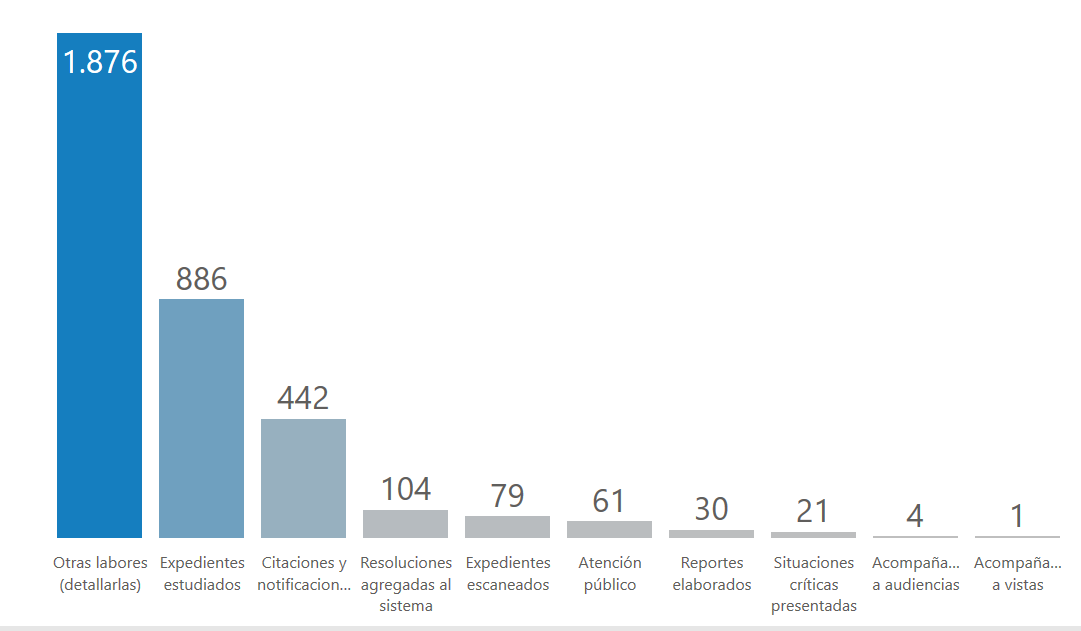 1.876
886
442
104
79
61
30
21
4
1
Otras labores
(detallarlas)
Expedientes
estudiados
Citaciones y
notificacion...
Resoluciones
agregadas al
sistema
Expedientes
escaneados
Atención
público
Reportes
elaborados
Situaciones
críticas
presentadas
Acompaña...
a audiencias
Acompaña...
a vistas